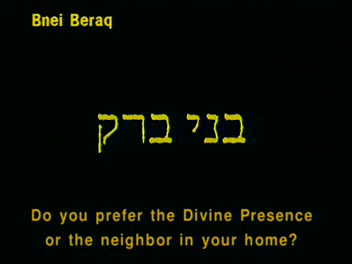 Bnei Beraq
בני ברק
Do you prefer the Divine Presence
or the neighbor in your home?